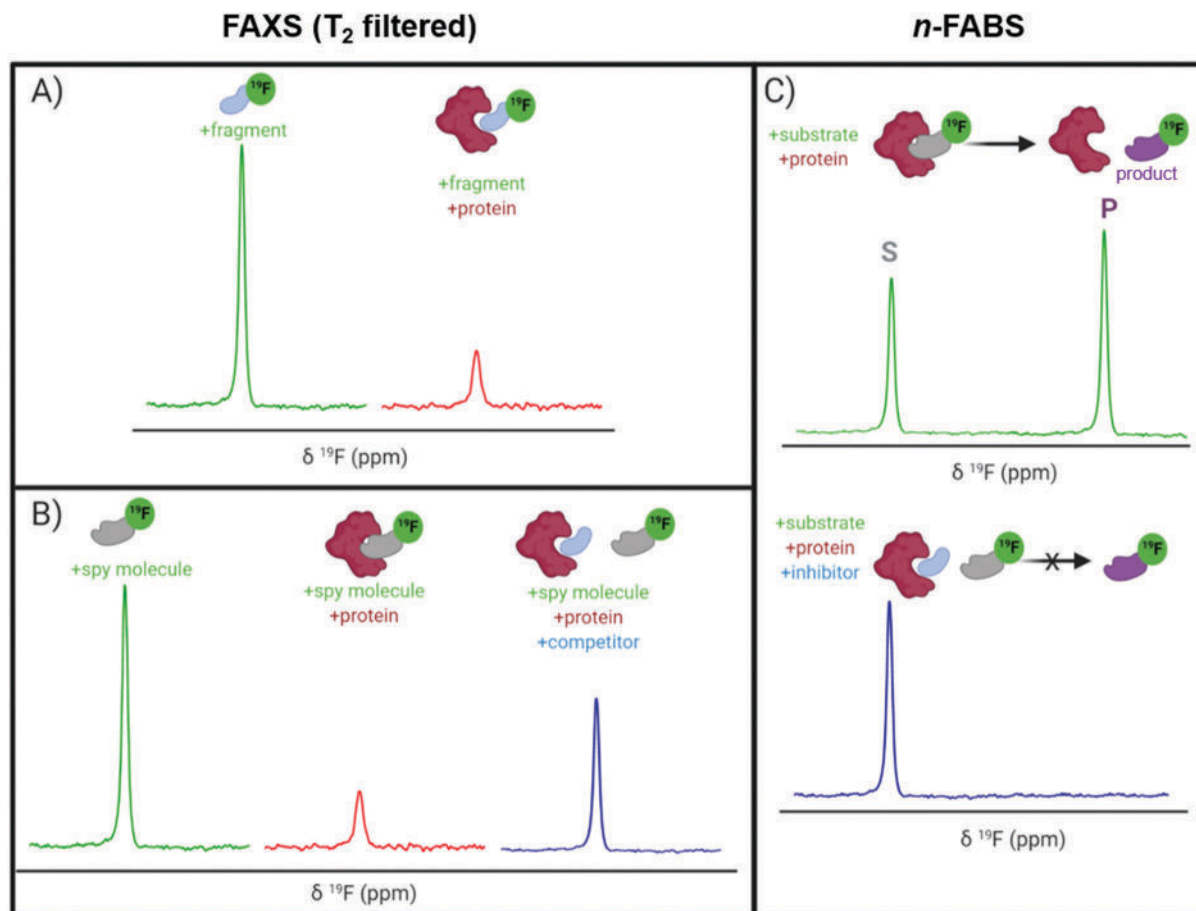 FAXS (T₂ filtered)
n-FABS
A)
¹⁹F
+fragment
¹⁹F
+fragment
+protein
δ ¹⁹F (ppm)
B)
¹⁹F
+spy molecule
¹⁹F
+spy molecule
+protein
¹⁹F
+spy molecule
+protein
+competitor
δ ¹⁹F (ppm)
C)
+substrate
+protein
¹⁹F
¹⁹F
product
S
P
δ ¹⁹F (ppm)
+substrate
+protein
+inhibitor
¹⁹F
¹⁹F
δ ¹⁹F (ppm)